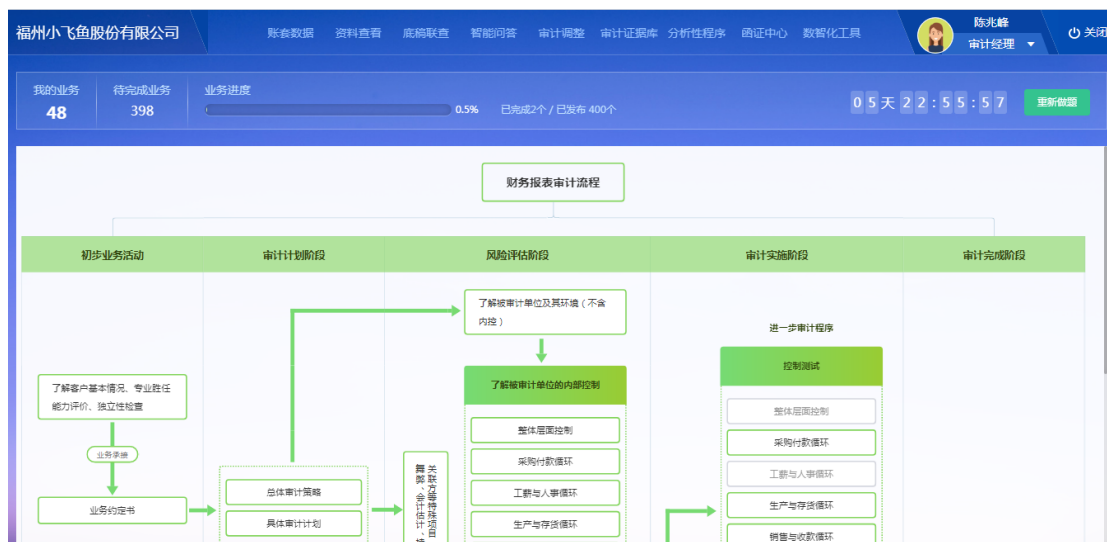 福州小飞鱼股份有限公司
账套数据 资料查看 底稿联查 智能问答 审计调整 审计证据库 分析性程序 函证中心 数智化工具
陈兆峰
审计经理
关闭
我的业务 待完成业务 业务进度
48 398 0.5% 已完成2个 / 已发布 400个
05天22:55:57
重新做题
财务报表审计流程
初步业务活动 审计计划阶段 风险评估阶段 审计实施阶段 审计完成阶段
了解客户基本情况、专业胜任
能力评价、独立性检查
业务承接
业务约定书
总体审计策略
具体审计计划
关联方等特殊项目
舞弊、会计估计、
了解被审计单位及其环境（不含
内控）
了解被审计单位的内部控制
整体层面控制
采购付款循环
工薪与人事循环
生产与存货循环
进一步审计程序
控制测试
整体层面控制
采购付款循环
工薪与人事循环
生产与存货循环
销售与收款循环